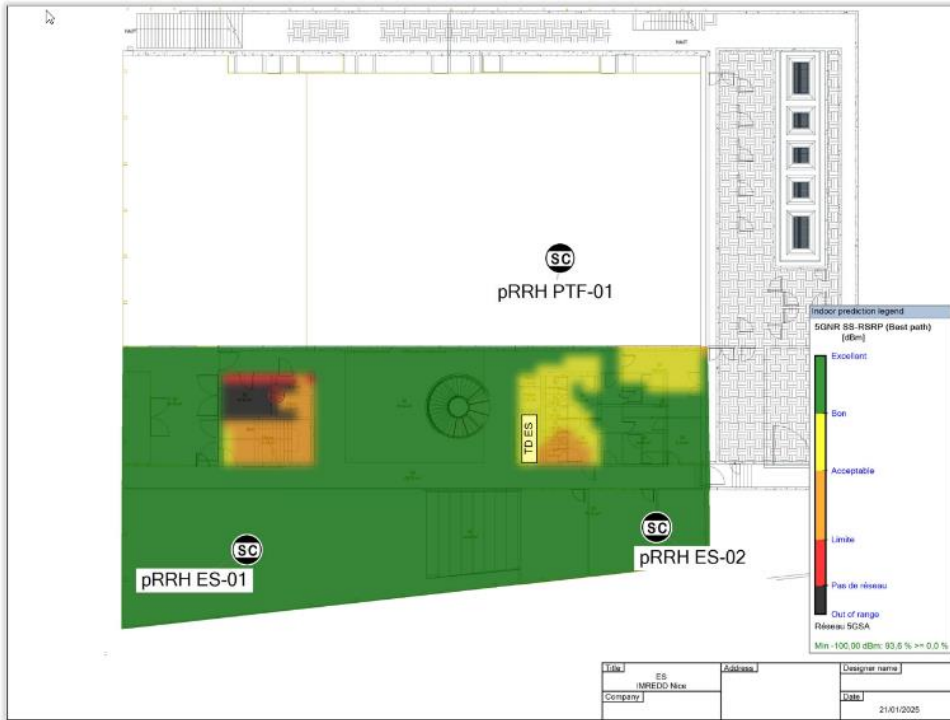 HAUT
HAUT
SC
pRRH PTF-01
Indoor prediction legend
5GNR SS-RSRP (Best path)
[dBm]
Excellent
Bon
Acceptable
Limite
Pas de réseau
Out of range
Réseau 5GSA
Min -100,00 dBm: 93,6 % >= 0,0 %
TD ES
SC
pRRH ES-01
SC
pRRH ES-02
Title
ES
IMREDD Nice
Company
Address
Designer name
Date
21/01/2025